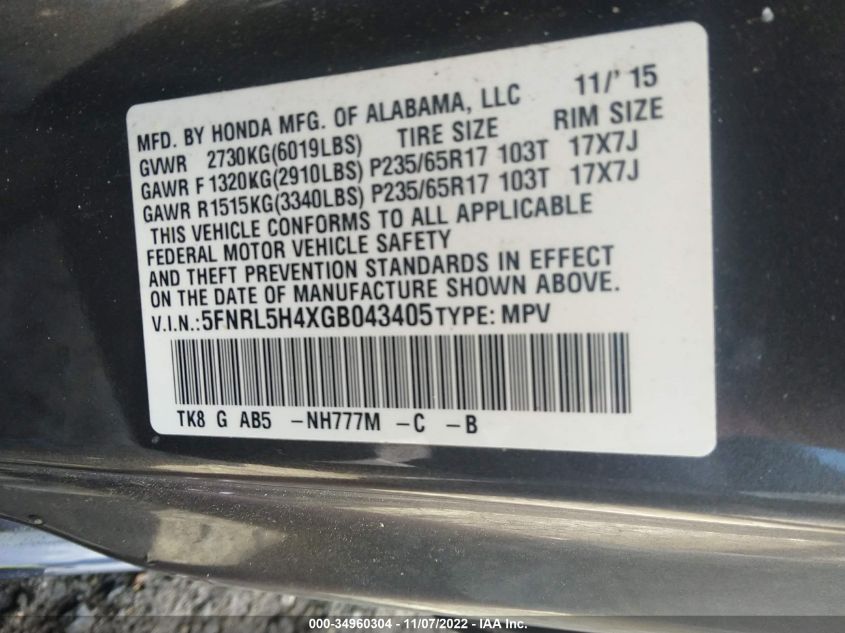 MFD. BY HONDA MFG. OF ALABAMA, LLC 11/'15
GVWR 2730KG(6019LBS) TIRE SIZE RIM SIZE
GAWR F 1320KG(2910LBS) P235/65R17 103T 17X7J
GAWR R1515KG(3340LBS) P235/65R17 103T 17X7J
THIS VEHICLE CONFORMS TO ALL APPLICABLE
FEDERAL MOTOR VEHICLE SAFETY
AND THEFT PREVENTION STANDARDS IN EFFECT
ON THE DATE OF MANUFACTURE SHOWN ABOVE.
V.I.N.:5FNRL5H4XGB043405TYPE: MPV
TK8 G AB5 -NH777M -C -B
000-34960304 - 11/07/2022 - IAA Inc.